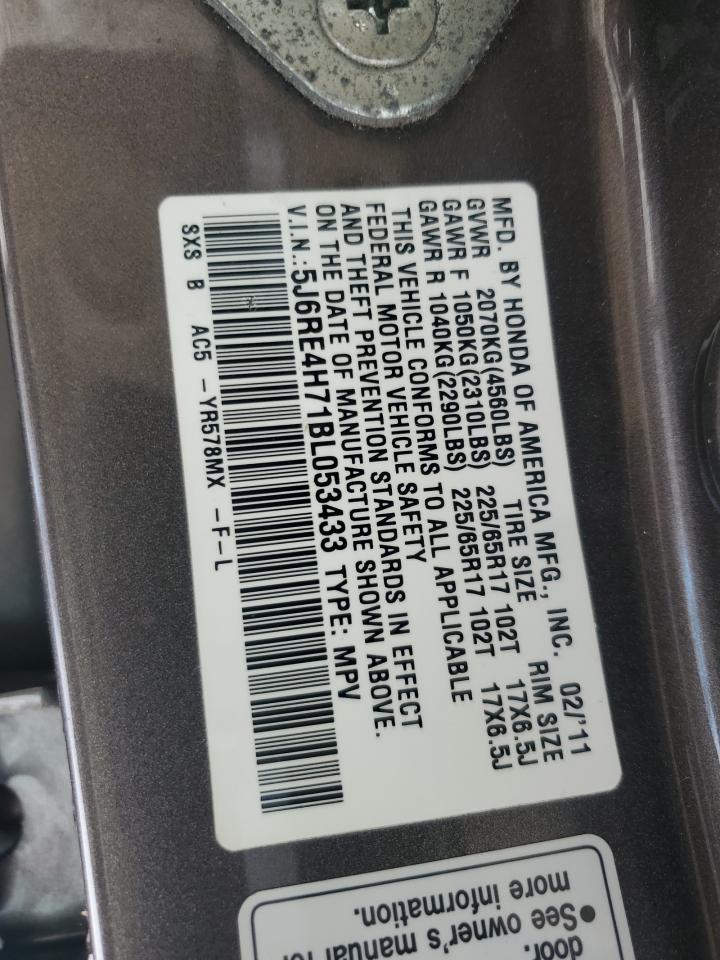 MFD. BY HONDA OF AMERICA MFG., INC. 02/'11
GVWR 2070KG(4560LBS) TIRE SIZE RIM SIZE
GAWR F 1050KG(2310LBS) 225/65R17 102T 17X6.5J
GAWR R 1040KG(2290LBS) 225/65R17 102T 17X6.5J
THIS VEHICLE CONFORMS TO ALL APPLICABLE
FEDERAL MOTOR VEHICLE SAFETY
AND THEFT PREVENTION STANDARDS IN EFFECT
ON THE DATE OF MANUFACTURE SHOWN ABOVE.
V.I.N.:5J6RE4H71BL053433 TYPE: MPV
SXS B AC5 -YR578MX -F-L
door.
●See owner's manual for
more information.